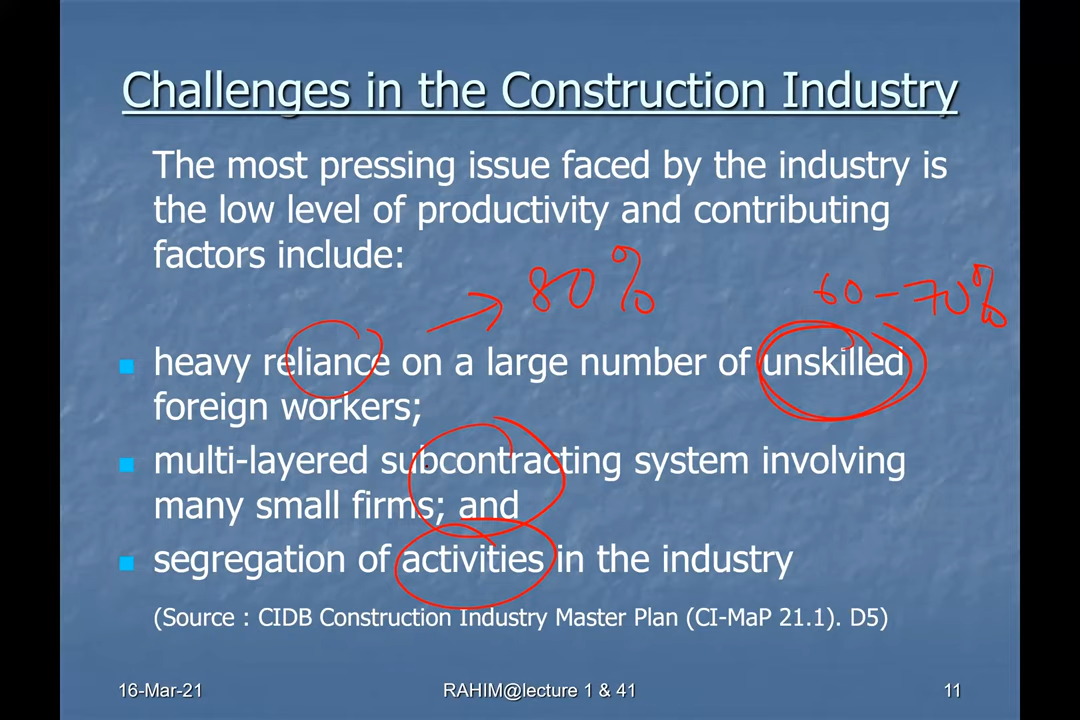 Challenges in the Construction Industry
The most pressing issue faced by the industry is
the low level of productivity and contributing
factors include:
80%
60-70%
heavy reliance on a large number of unskilled
foreign workers;
multi-layered subcontracting system involving
many small firms; and
segregation of activities in the industry
(Source : CIDB Construction Industry Master Plan (CI-MaP 21.1). D5)
16-Mar-21 RAHIM@lecture 1 & 41 11